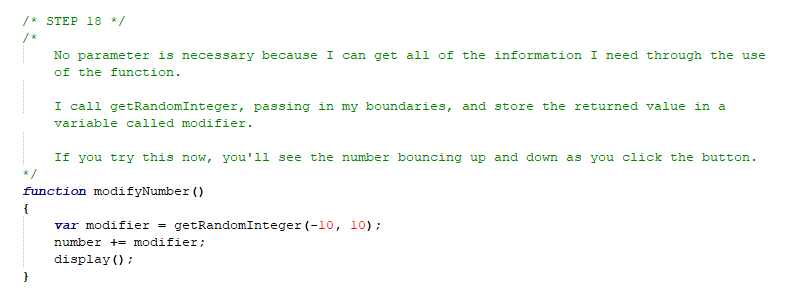 /* STEP 18 */
/*
No parameter is necessary because I can get all of the information I need through the use
of the function.
I call getRandomInteger, passing in my boundaries, and store the returned value in a
variable called modifier.
If you try this now, you'll see the number bouncing up and down as you click the button.
*/
function modifyNumber()
{
var modifier = getRandomInteger(-10, 10);
number += modifier;
display();
}